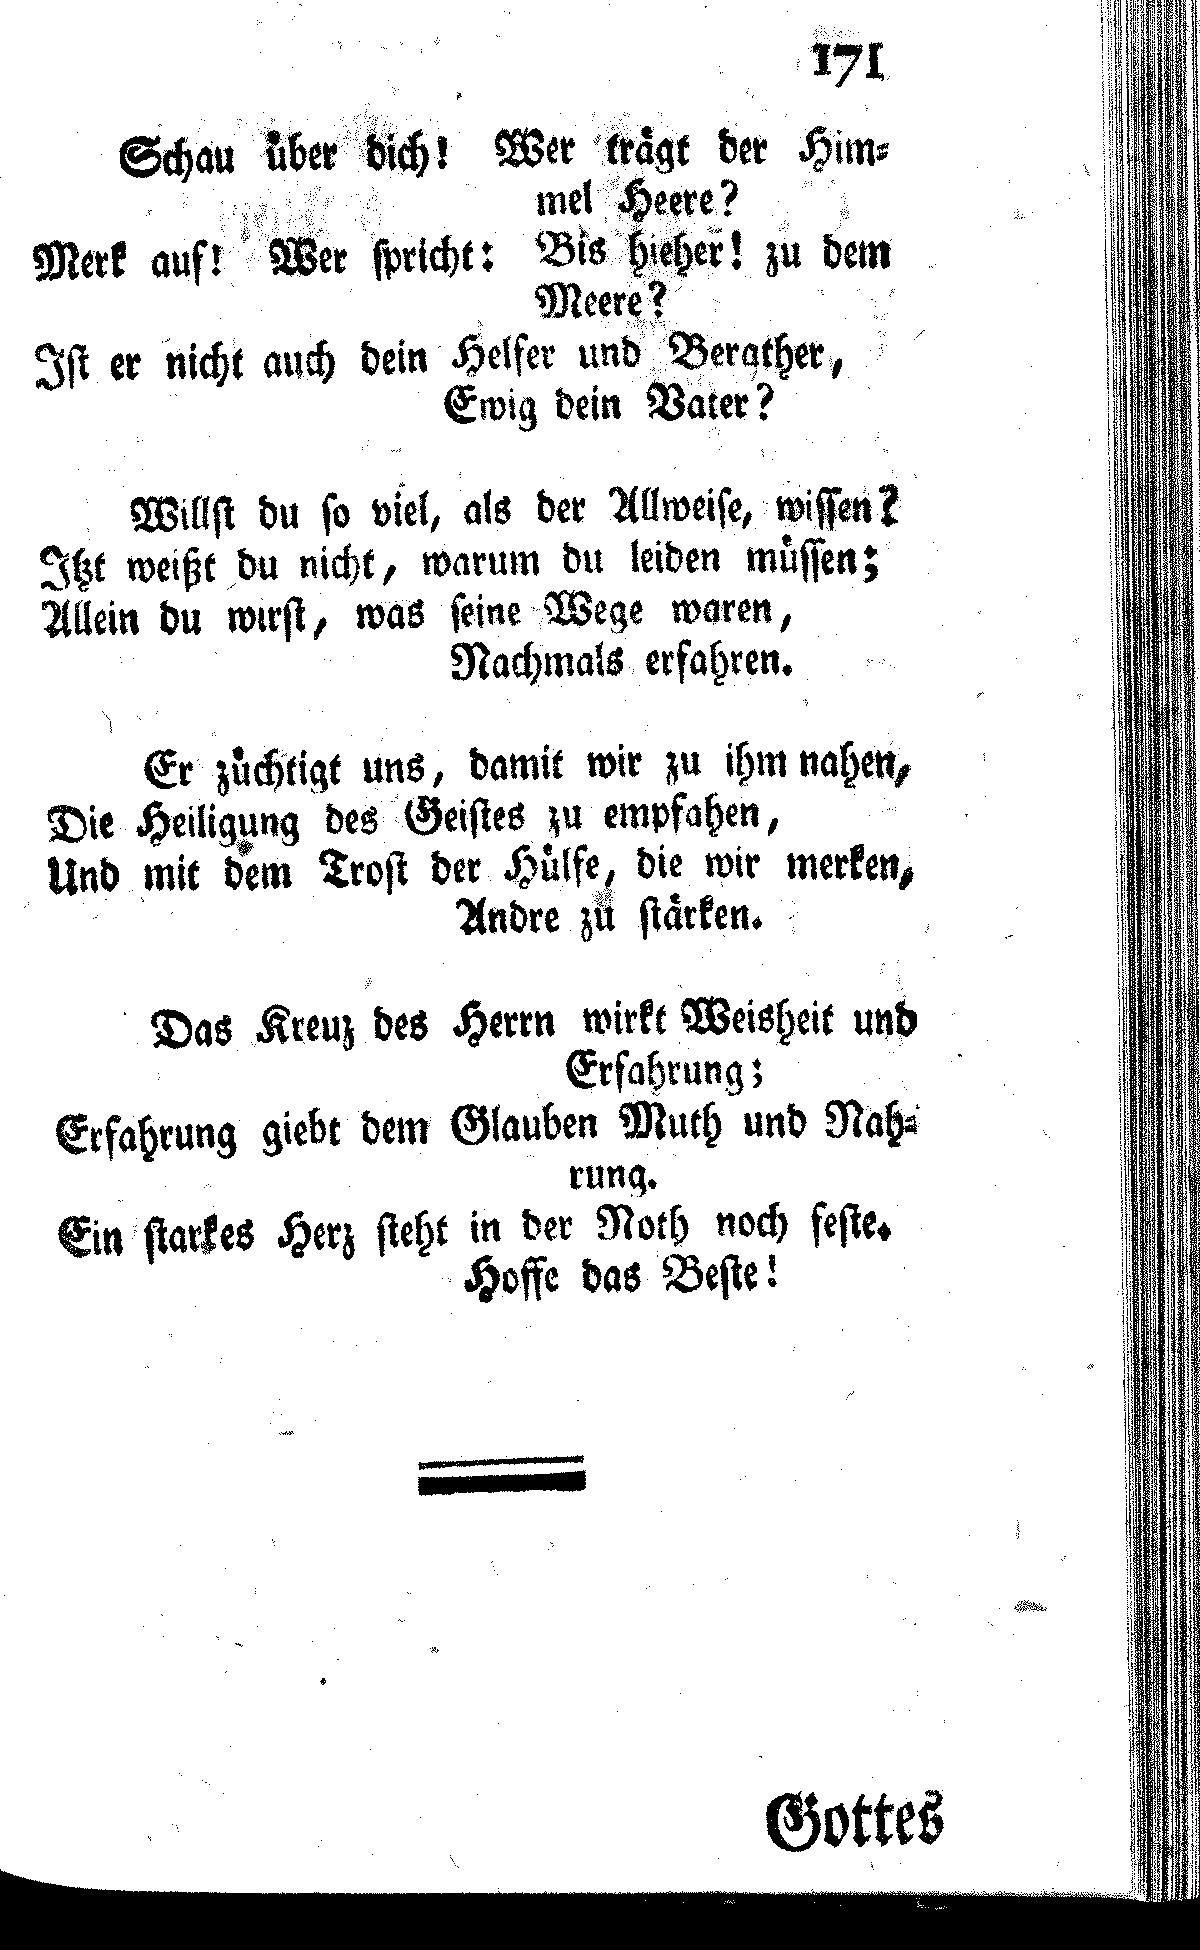 171
Schau über dich! Wer trägt der Him-
mel Heere?
Merk auf! Wer spricht: Bis hieher! zu dem
Meere?
Ist er nicht auch dein Helfer und Berather,
Ewig dein Vater?
Willst du so viel, als der Allweise, wissen?
Itzt weißt du nicht, warum du leiden müssen;
Allein du wirst, was seine Wege waren,
Nachmals erfahren.
Er züchtigt uns, damit wir zu ihm nahen,
Die Heiligung des Geistes zu empfahen,
Und mit dem Trost der Hülfe, die wir merken,
Andre zu stärken.
Das Kreuz des Herrn wirkt Weisheit und
Erfahrung;
Erfahrung giebt dem Glauben Muth und Nah-
rung.
Ein starkes Herz steht in der Noth noch feste.
Hoffe das Beste!
Gottes